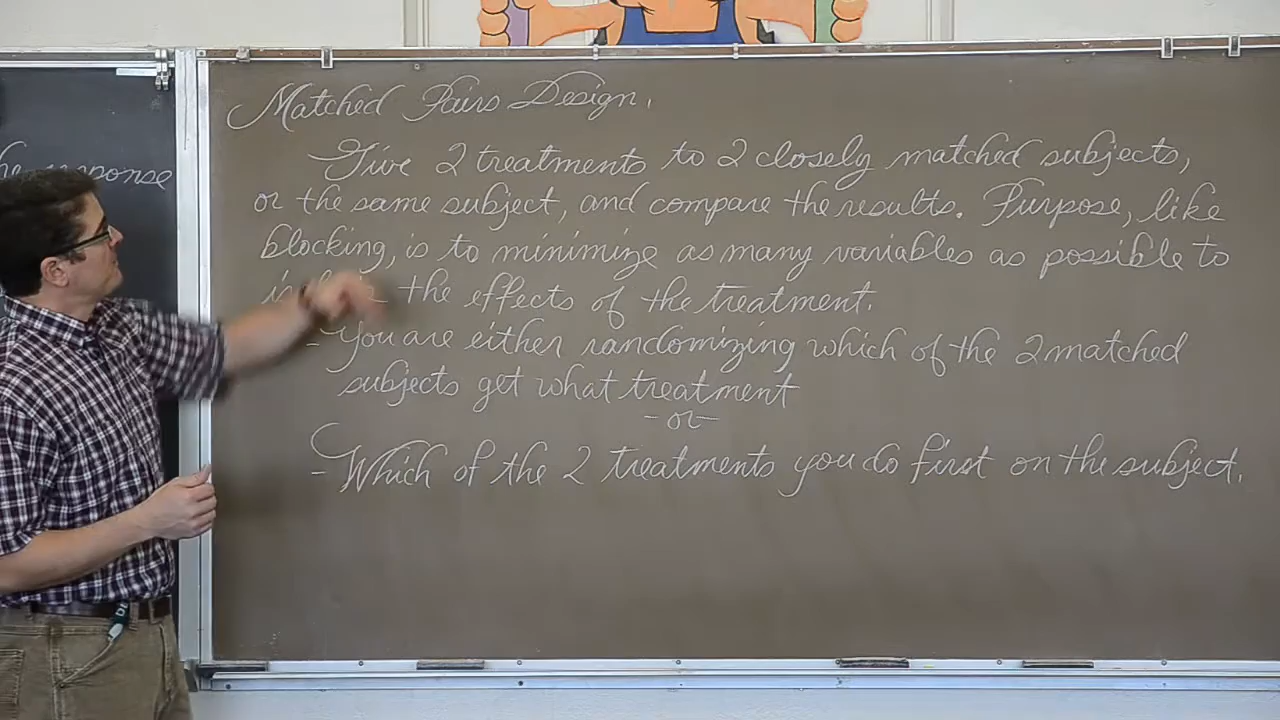 he response
Matched Pairs Design.
Give 2 treatments to 2 closely matched subjects,
or the same subject, and compare the results. Purpose, like
blocking, is to minimize as many variables as possible to
the effects of the treatment.
- You are either randomizing which of the 2 matched
subjects get what treatment
- or -
- Which of the 2 treatments you do first on the subject.